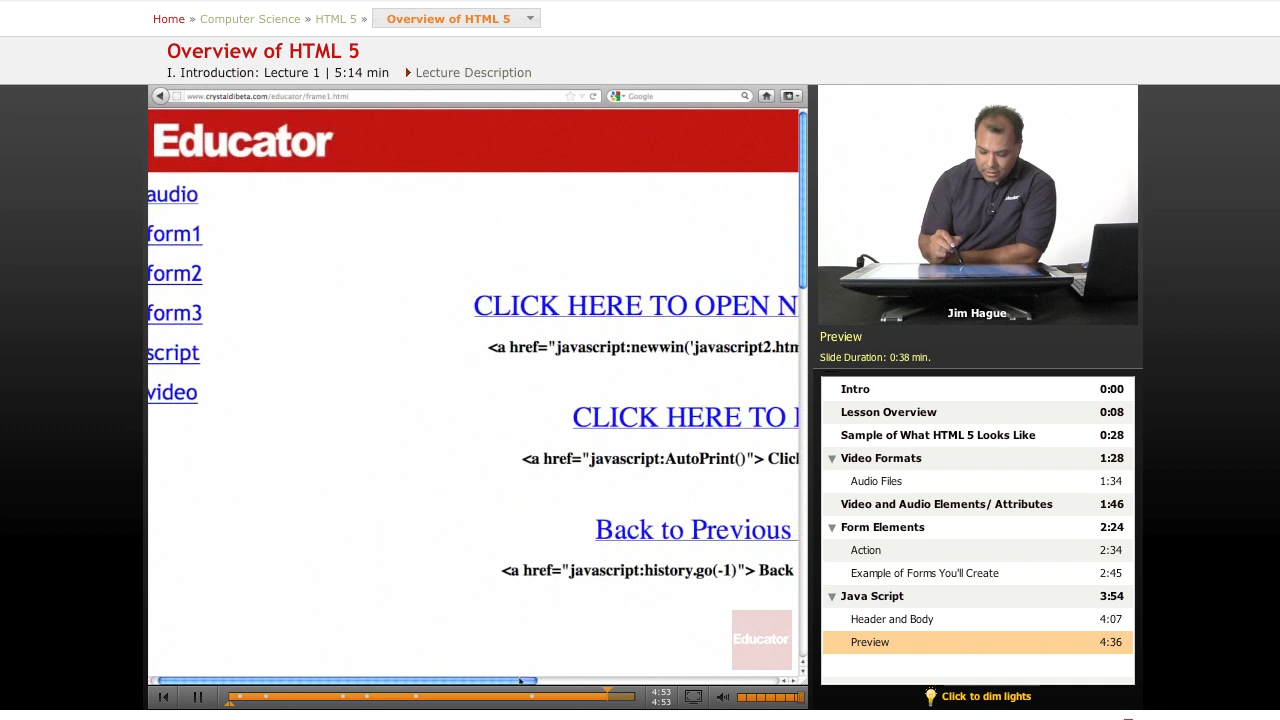 Home » Computer Science » HTML 5 » Overview of HTML 5
Overview of HTML 5
I. Introduction: Lecture 1 | 5:14 min Lecture Description
www.crystaldibeta.com/educator/frame1.html Google
Educator
audio
form1
form2
form3
script
video
CLICK HERE TO OPEN N
<a href="javascript:newwin('javascript2.htm
CLICK HERE TO
<a href="javascript:AutoPrint()"> Click
Back to Previous
<a href="javascript:history.go(-1)"> Back
Educator
4:53
4:53
Jim Hague
Preview
Slide Duration: 0:38 min.
Intro 0:00
Lesson Overview 0:08
Sample of What HTML 5 Looks Like 0:28
Video Formats 1:28
Audio Files 1:34
Video and Audio Elements/ Attributes 1:46
Form Elements 2:24
Action 2:34
Example of Forms You'll Create 2:45
Java Script 3:54
Header and Body 4:07
Preview 4:36
Click to dim lights